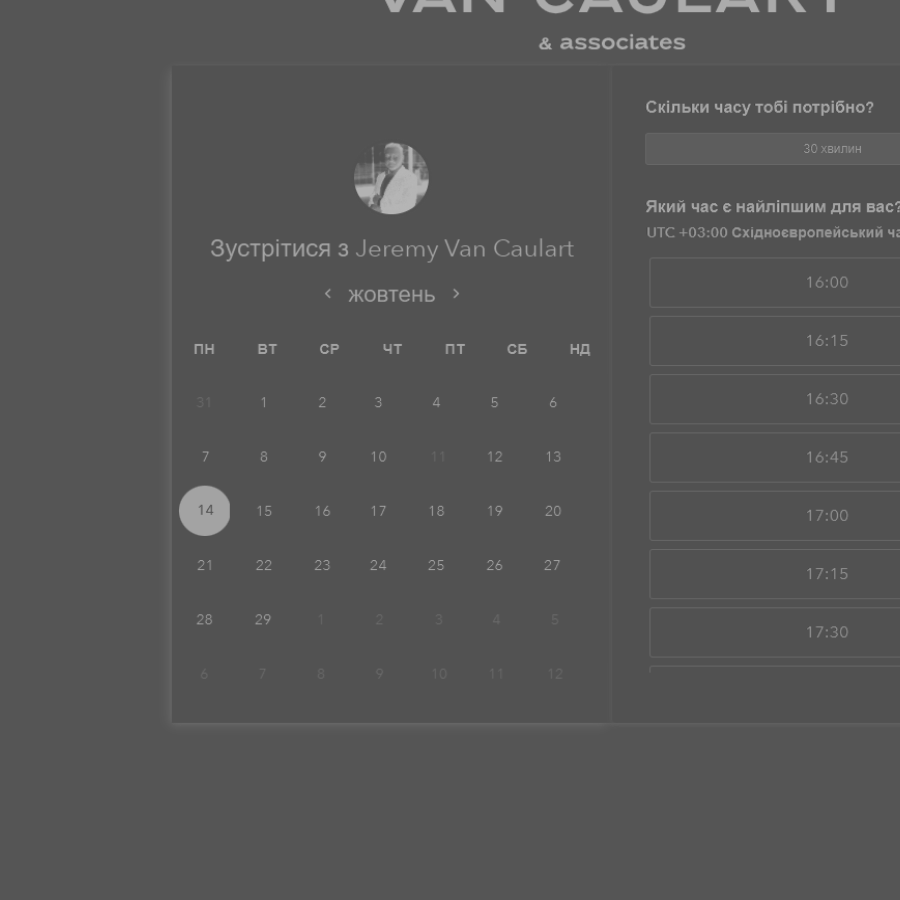 VAN CAULART
& associates
Зустрітися з Jeremy Van Caulart
жовтень
ПН ВТ СР ЧТ ПТ СБ НД
31 1 2 3 4 5 6
7 8 9 10 11 12 13
14 15 16 17 18 19 20
21 22 23 24 25 26 27
28 29 1 2 3 4 5
6 7 8 9 10 11 12
Скільки часу тобі потрібно?
30 хвилин
Який час є найліпшим для вас?
UTC +03:00 Східноєвропейський ча
16:00
16:15
16:30
16:45
17:00
17:15
17:30